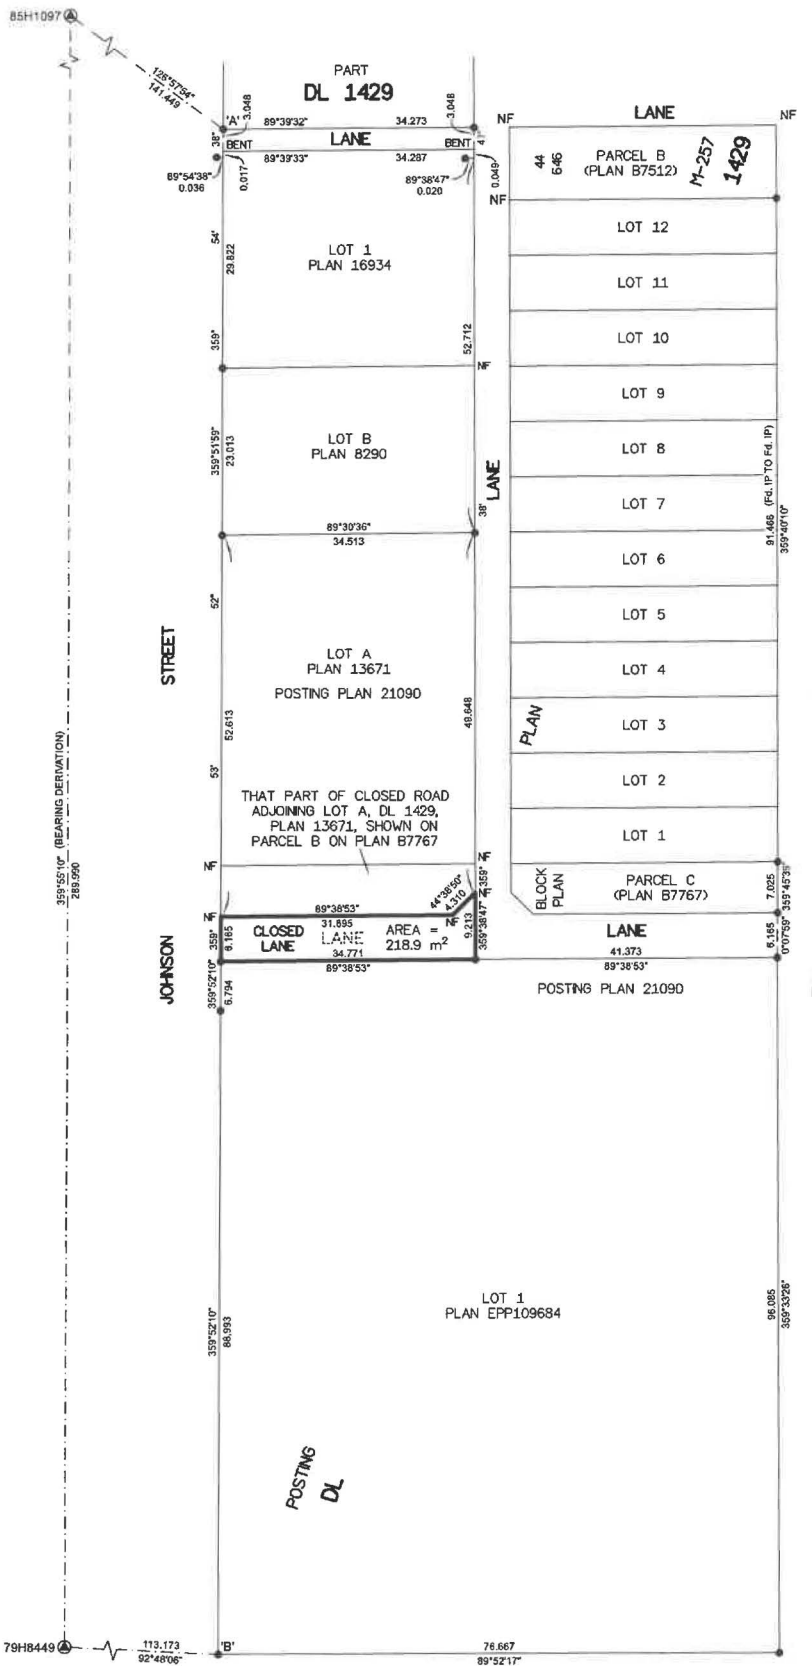 85H1097
126°57'54"
141.449
PART
DL 1429
'A'
3.048
89°39'32"
34.273
3.048
NF
LANE
NF
38"
BENT
LANE
BENT
89°39'33"
34.287
89°54'38"
0.036
0.017
89°38'47"
0.020
0.049
44
646
PARCEL B
(PLAN B7512)
M-257
1429
NF
LOT 12
54'
29.822
LOT 1
PLAN 16934
LOT 11
359°
52.712
NF
LOT 10
LOT 9
359°51'59"
23.013
LOT B
PLAN 8290
LANE
LOT 8
91.466 (Fd. IP TO Fd. IP)
359°40'10"
LOT 7
38'
89°30'36"
34.513
LOT 6
52"
LOT 5
STREET
LOT A
PLAN 13671
POSTING PLAN 21090
LOT 4
52.613
49.648
PLAN
LOT 3
53'
LOT 2
359°55'10" (BEARING DERIVATION)
289.990
THAT PART OF CLOSED ROAD
ADJOINING LOT A, DL 1429,
PLAN 13671, SHOWN ON
PARCEL B ON PLAN B7767
LOT 1
NF
NF
BLOCK
PLAN
PARCEL C
(PLAN B7767)
7.025
359°45'35"
NF
359°
44°38'50"
4.310
NF
NF
89°38'53"
31.895
359°
6.165
CLOSED
LANE
LANE
AREA =
218.9 m²
9.213
359°38'47"
LANE
6.165
0°07'59"
34.771
89°38'53"
41.373
89°38'53"
JOHNSON
359°52'10"
6.794
POSTING PLAN 21090
LOT 1
PLAN EPP109684
359°52'10"
88.993
96.085
359°33'26"
POSTING
DL
79H8449
113.173
92°48'06"
'B'
76.667
89°52'17"